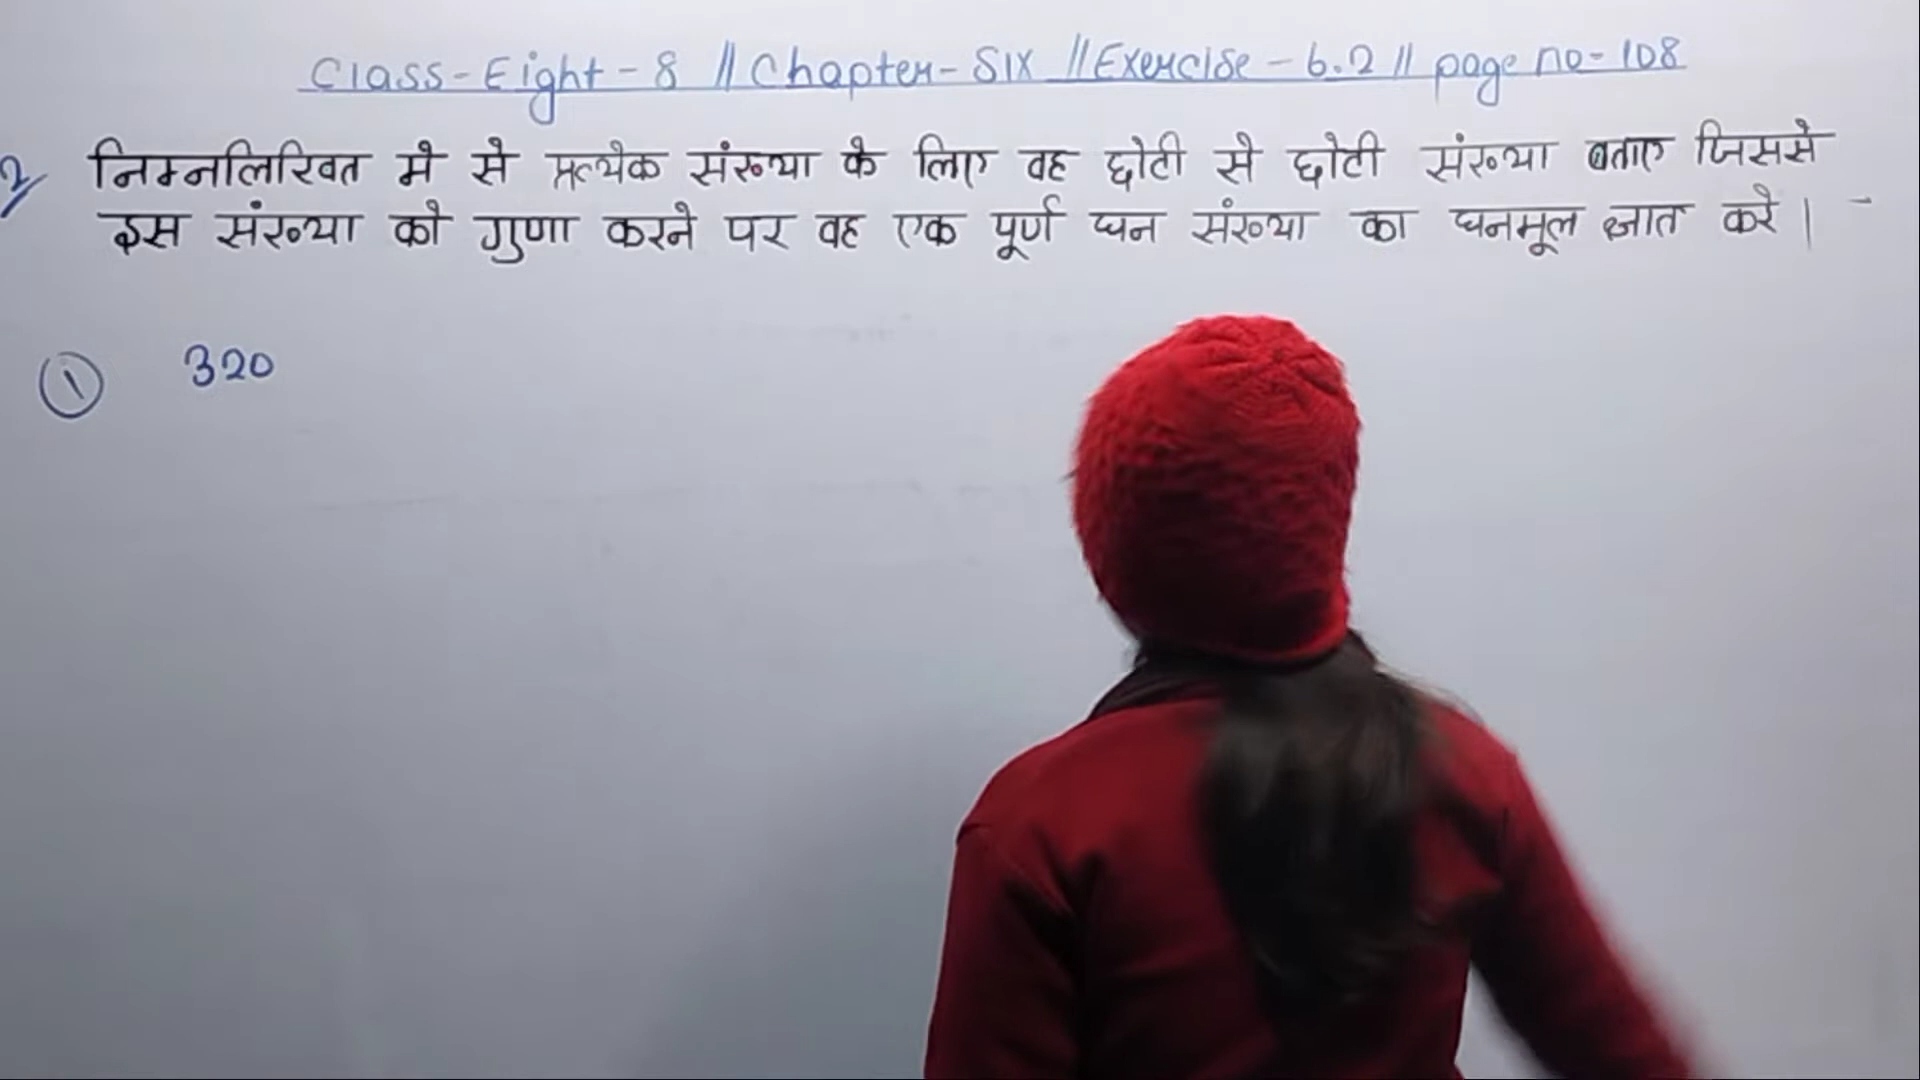 Class-Eight-8 // Chapter-Six // Exercise-6.2 // page no-108
2 निम्नलिखित मे से प्रत्येक संख्या के लिए वह छोटी से छोटी संख्या बताए जिससे
इस संख्या को गुणा करने पर वह एक पूर्ण घन संख्या का घनमूल ज्ञात करे।
① 320